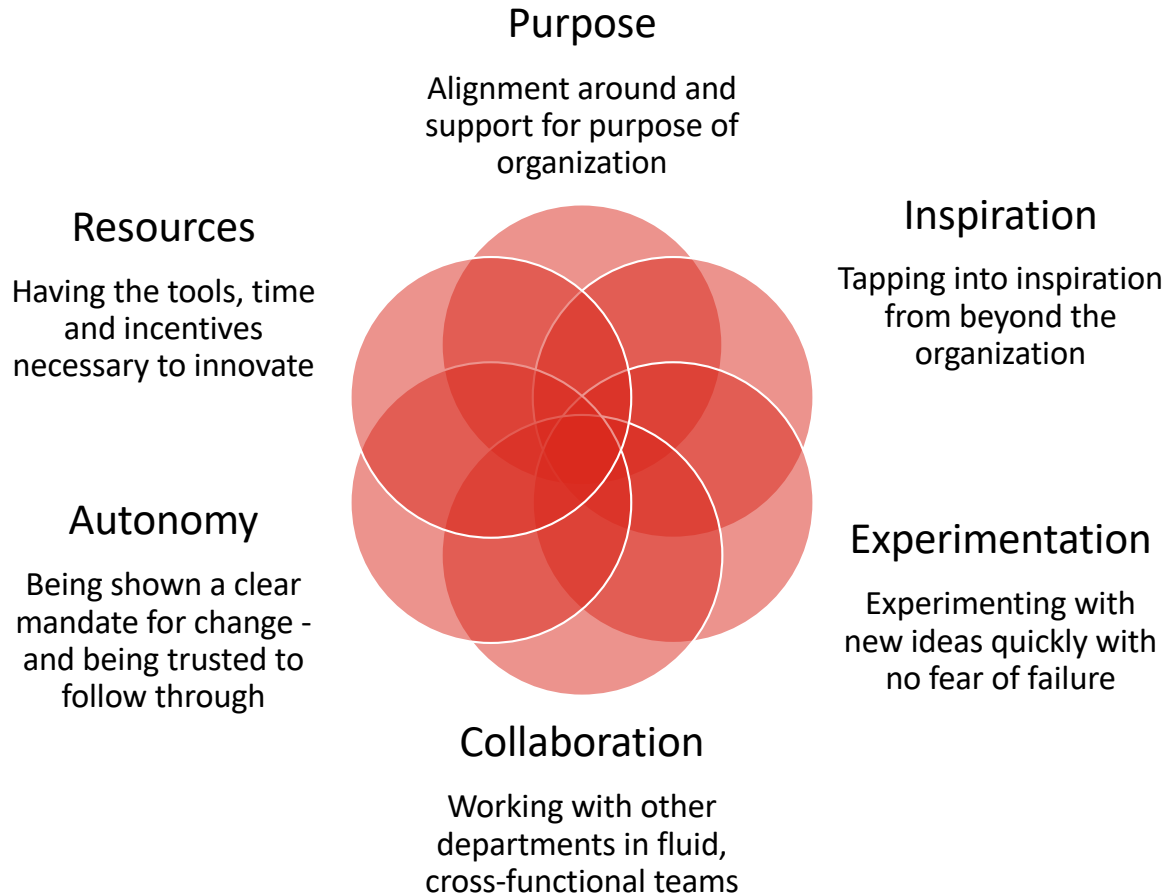 Purpose
Alignment around and
support for purpose of
organization
Inspiration
Tapping into inspiration
from beyond the
organization
Experimentation
Experimenting with
new ideas quickly with
no fear of failure
Collaboration
Working with other
departments in fluid,
cross-functional teams
Autonomy
Being shown a clear
mandate for change -
and being trusted to
follow through
Resources
Having the tools, time
and incentives
necessary to innovate